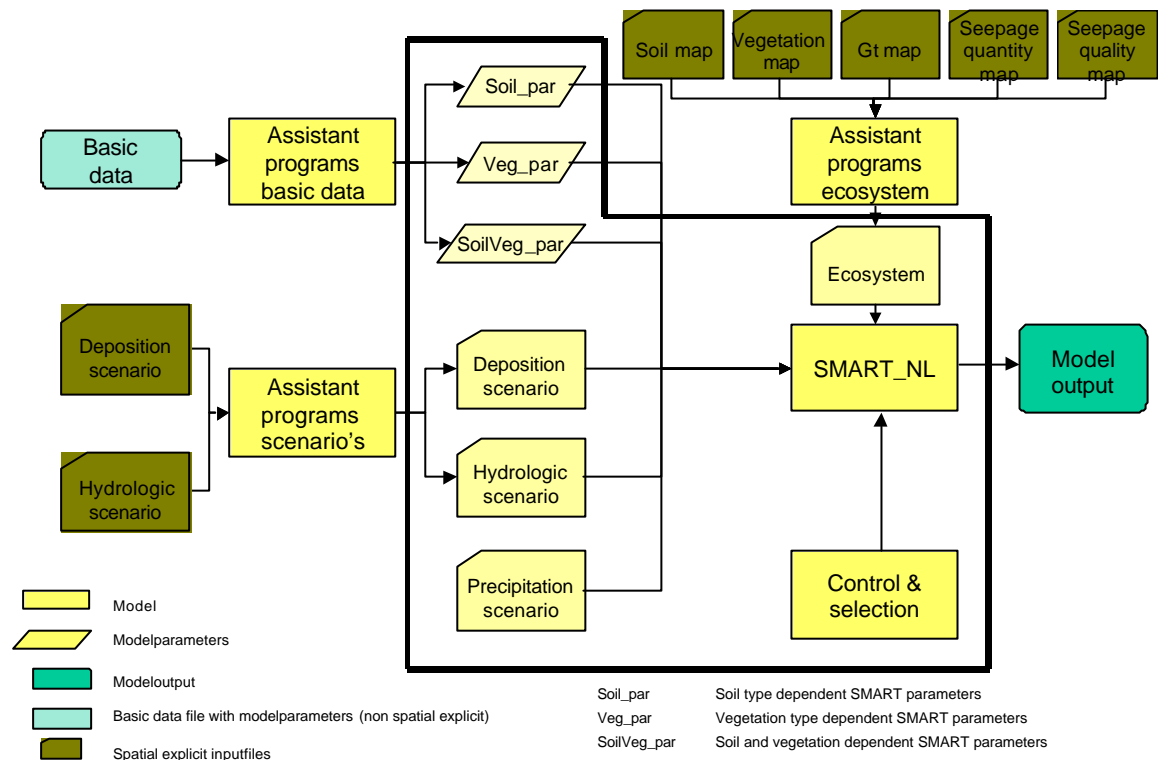 Soil map
Vegetation
map
Gt map
Seepage
quantity
map
Seepage
quality
map
Soil_par
Veg_par
SoilVeg_par
Basic
data
Assistant
programs
basic data
Assistant
programs
ecosystem
Ecosystem
Deposition
scenario
Hydrologic
scenario
Assistant
programs
scenario's
Deposition
scenario
Hydrologic
scenario
Precipitation
scenario
SMART_NL
Model
output
Control &
selection
Model
Modelparameters
Modeloutput
Basic data file with modelparameters (non spatial explicit)
Spatial explicit inputfiles
Soil_par Soil type dependent SMART parameters
Veg_par Vegetation type dependent SMART parameters
SoilVeg_par Soil and vegetation dependent SMART parameters